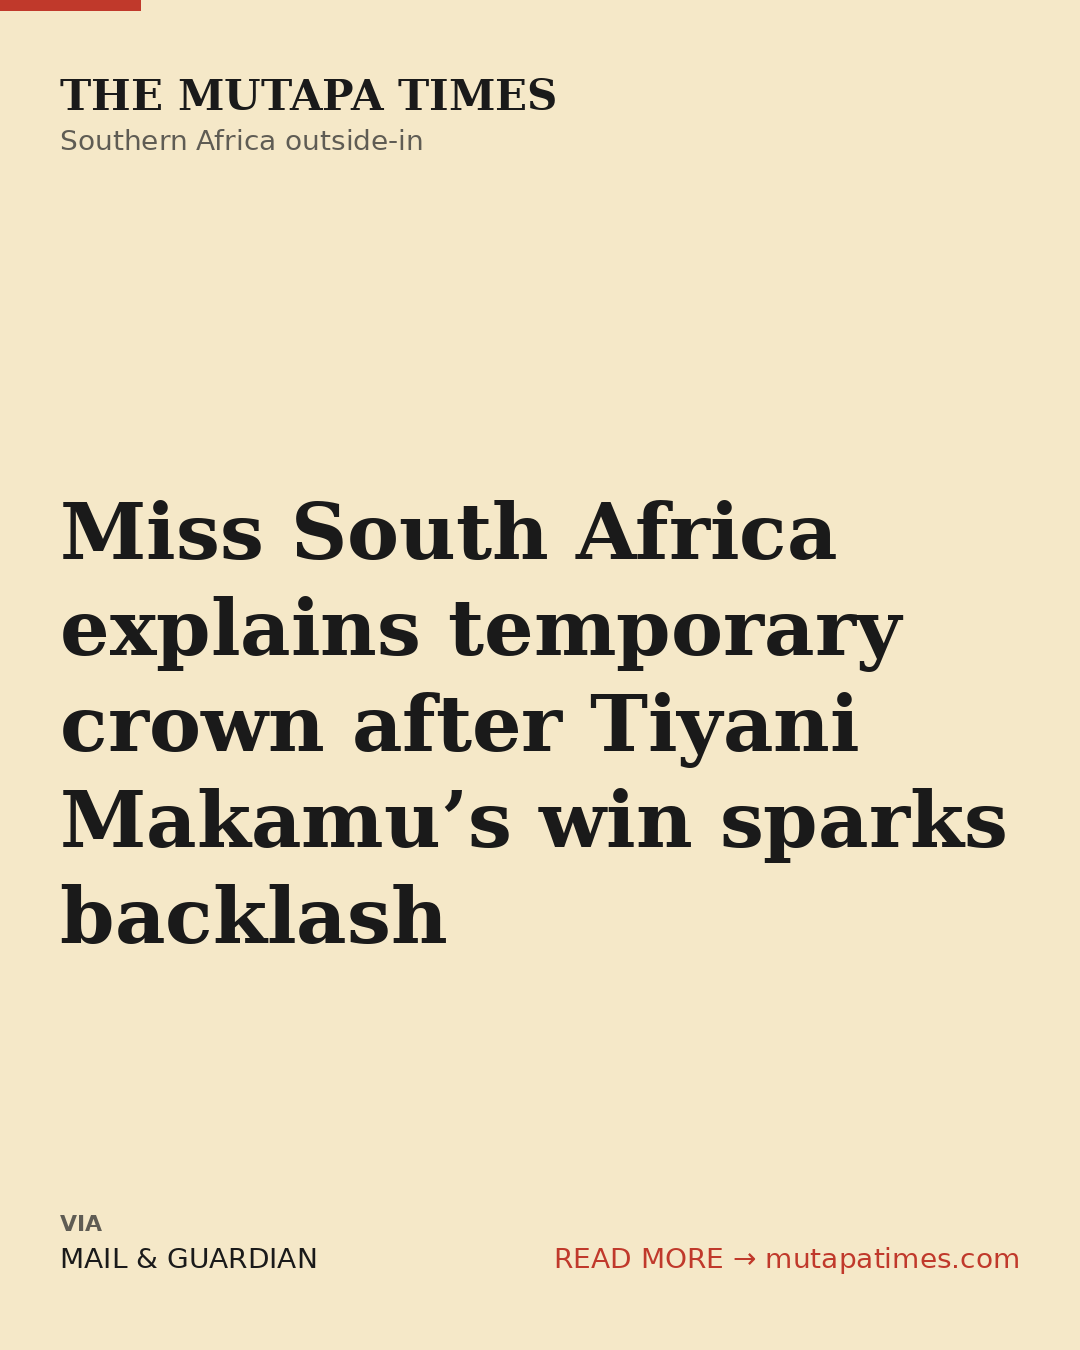 THE MUTAPA TIMES
Southern Africa outside-in
Miss South Africa
explains temporary
crown after Tiyani
Makamu’s win sparks
backlash
VIA
MAIL & GUARDIAN
READ MORE → mutapatimes.com